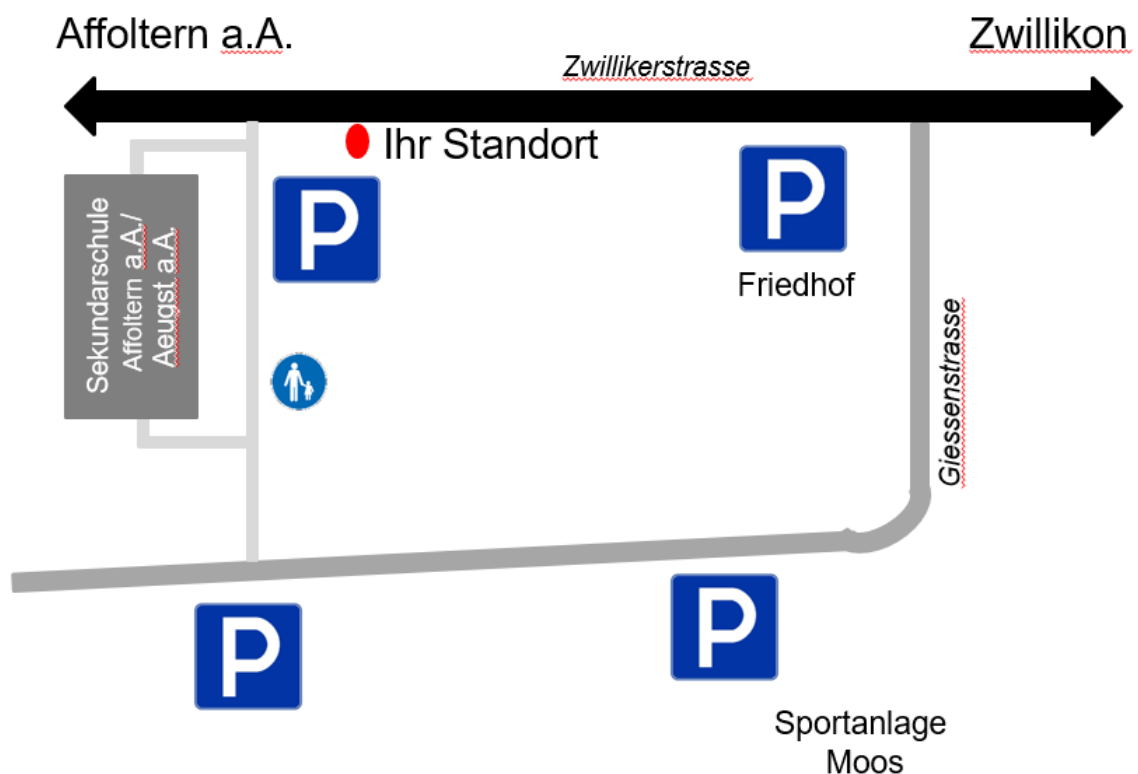 Affoltern a.A.
Zwillikon
Zwillikerstrasse
Ihr Standort
P
P
Sekundarschule
Affoltern a.A./
Aeugst a.A.
Friedhof
Giessenstrasse
P
P
Sportanlage
Moos